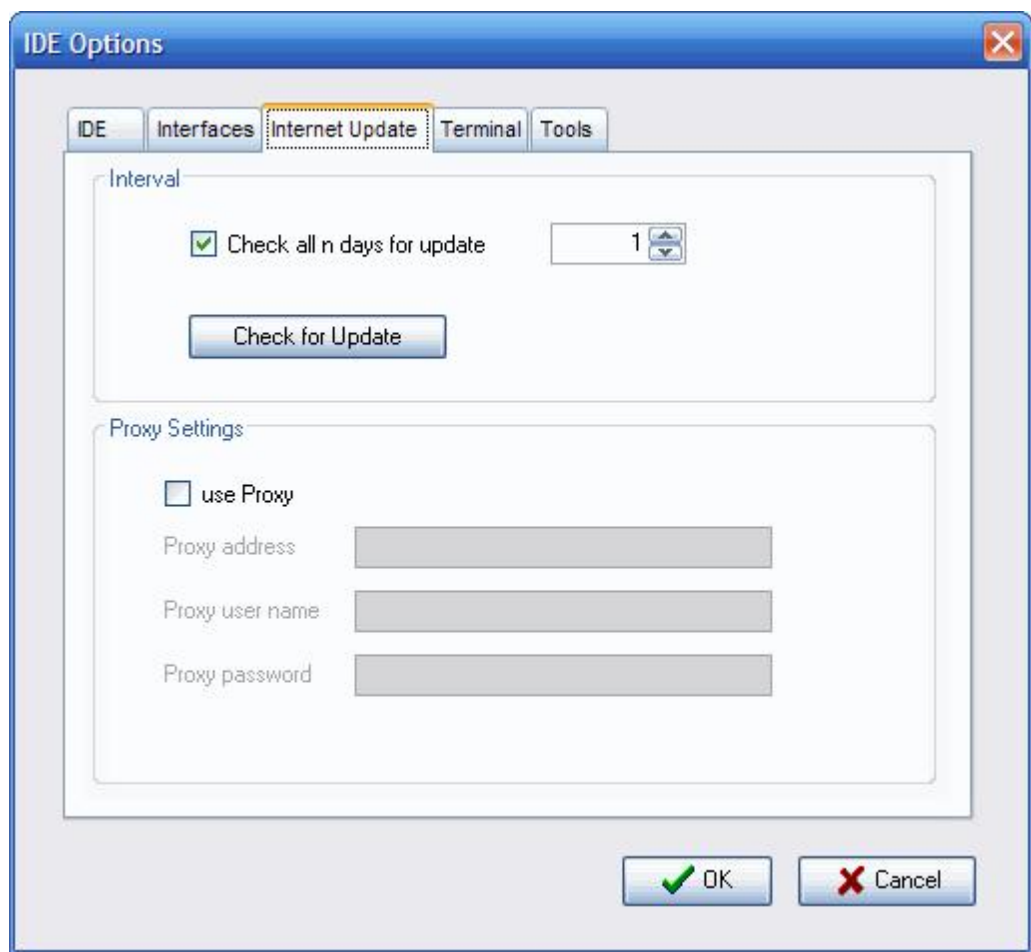 IDE Options
IDE Interfaces Internet Update Terminal Tools
Interval
Check all n days for update 1
Check for Update
Proxy Settings
use Proxy
Proxy address
Proxy user name
Proxy password
OK Cancel